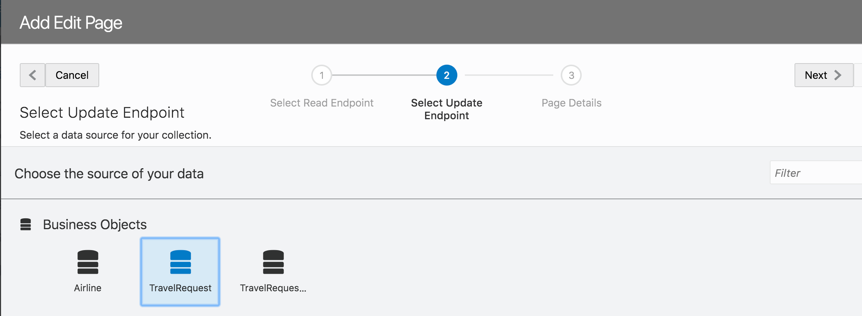 Add Edit Page
Cancel
1
2
3
Next
Select Read Endpoint
Select Update
Endpoint
Page Details
Select Update Endpoint
Select a data source for your collection.
Choose the source of your data
Filter
Business Objects
Airline
TravelRequest
TravelReques...